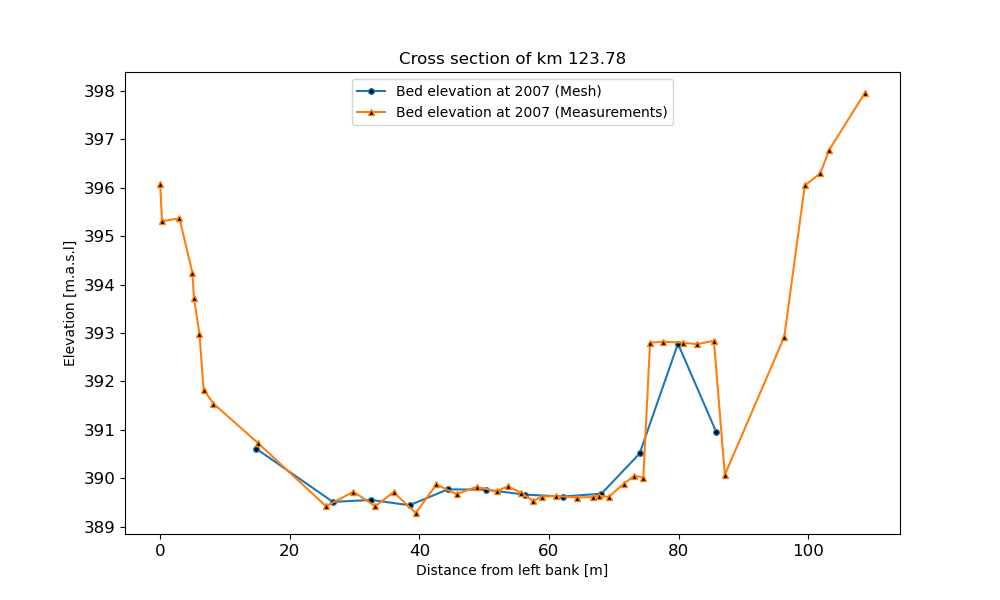 Cross section of km 123.78
Bed elevation at 2007 (Mesh)
Bed elevation at 2007 (Measurements)
398
397
396
395
394
393
392
391
390
389
Elevation [m.a.s.l]
0 20 40 60 80 100
Distance from left bank [m]